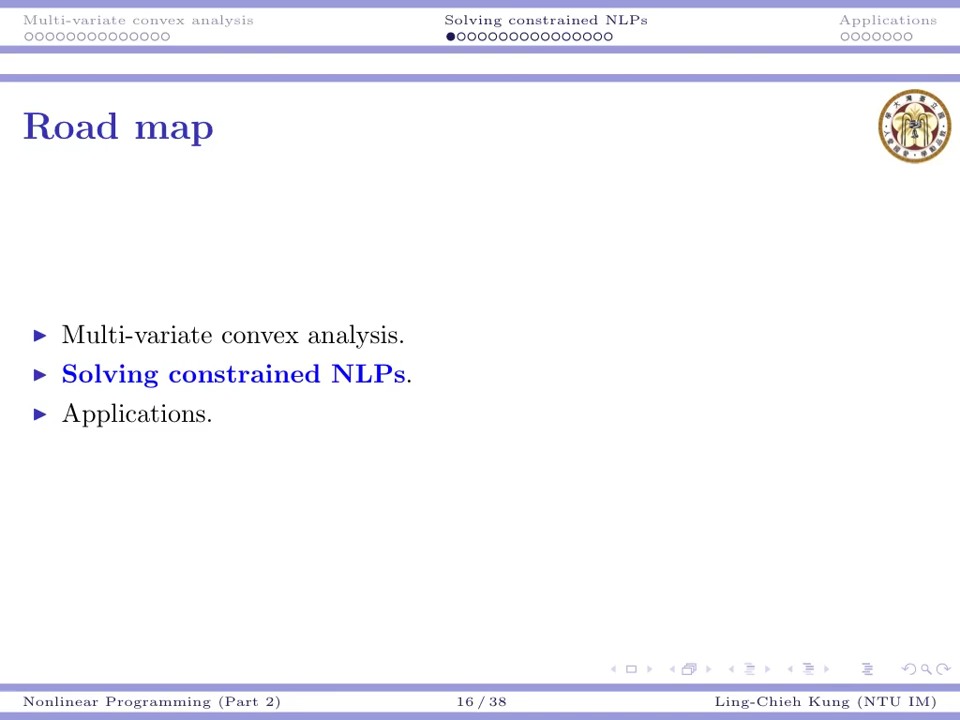 Multi-variate convex analysis
Solving constrained NLPs
Applications
Road map
Multi-variate convex analysis.
Solving constrained NLPs.
Applications.
Nonlinear Programming (Part 2)
16 / 38
Ling-Chieh Kung (NTU IM)